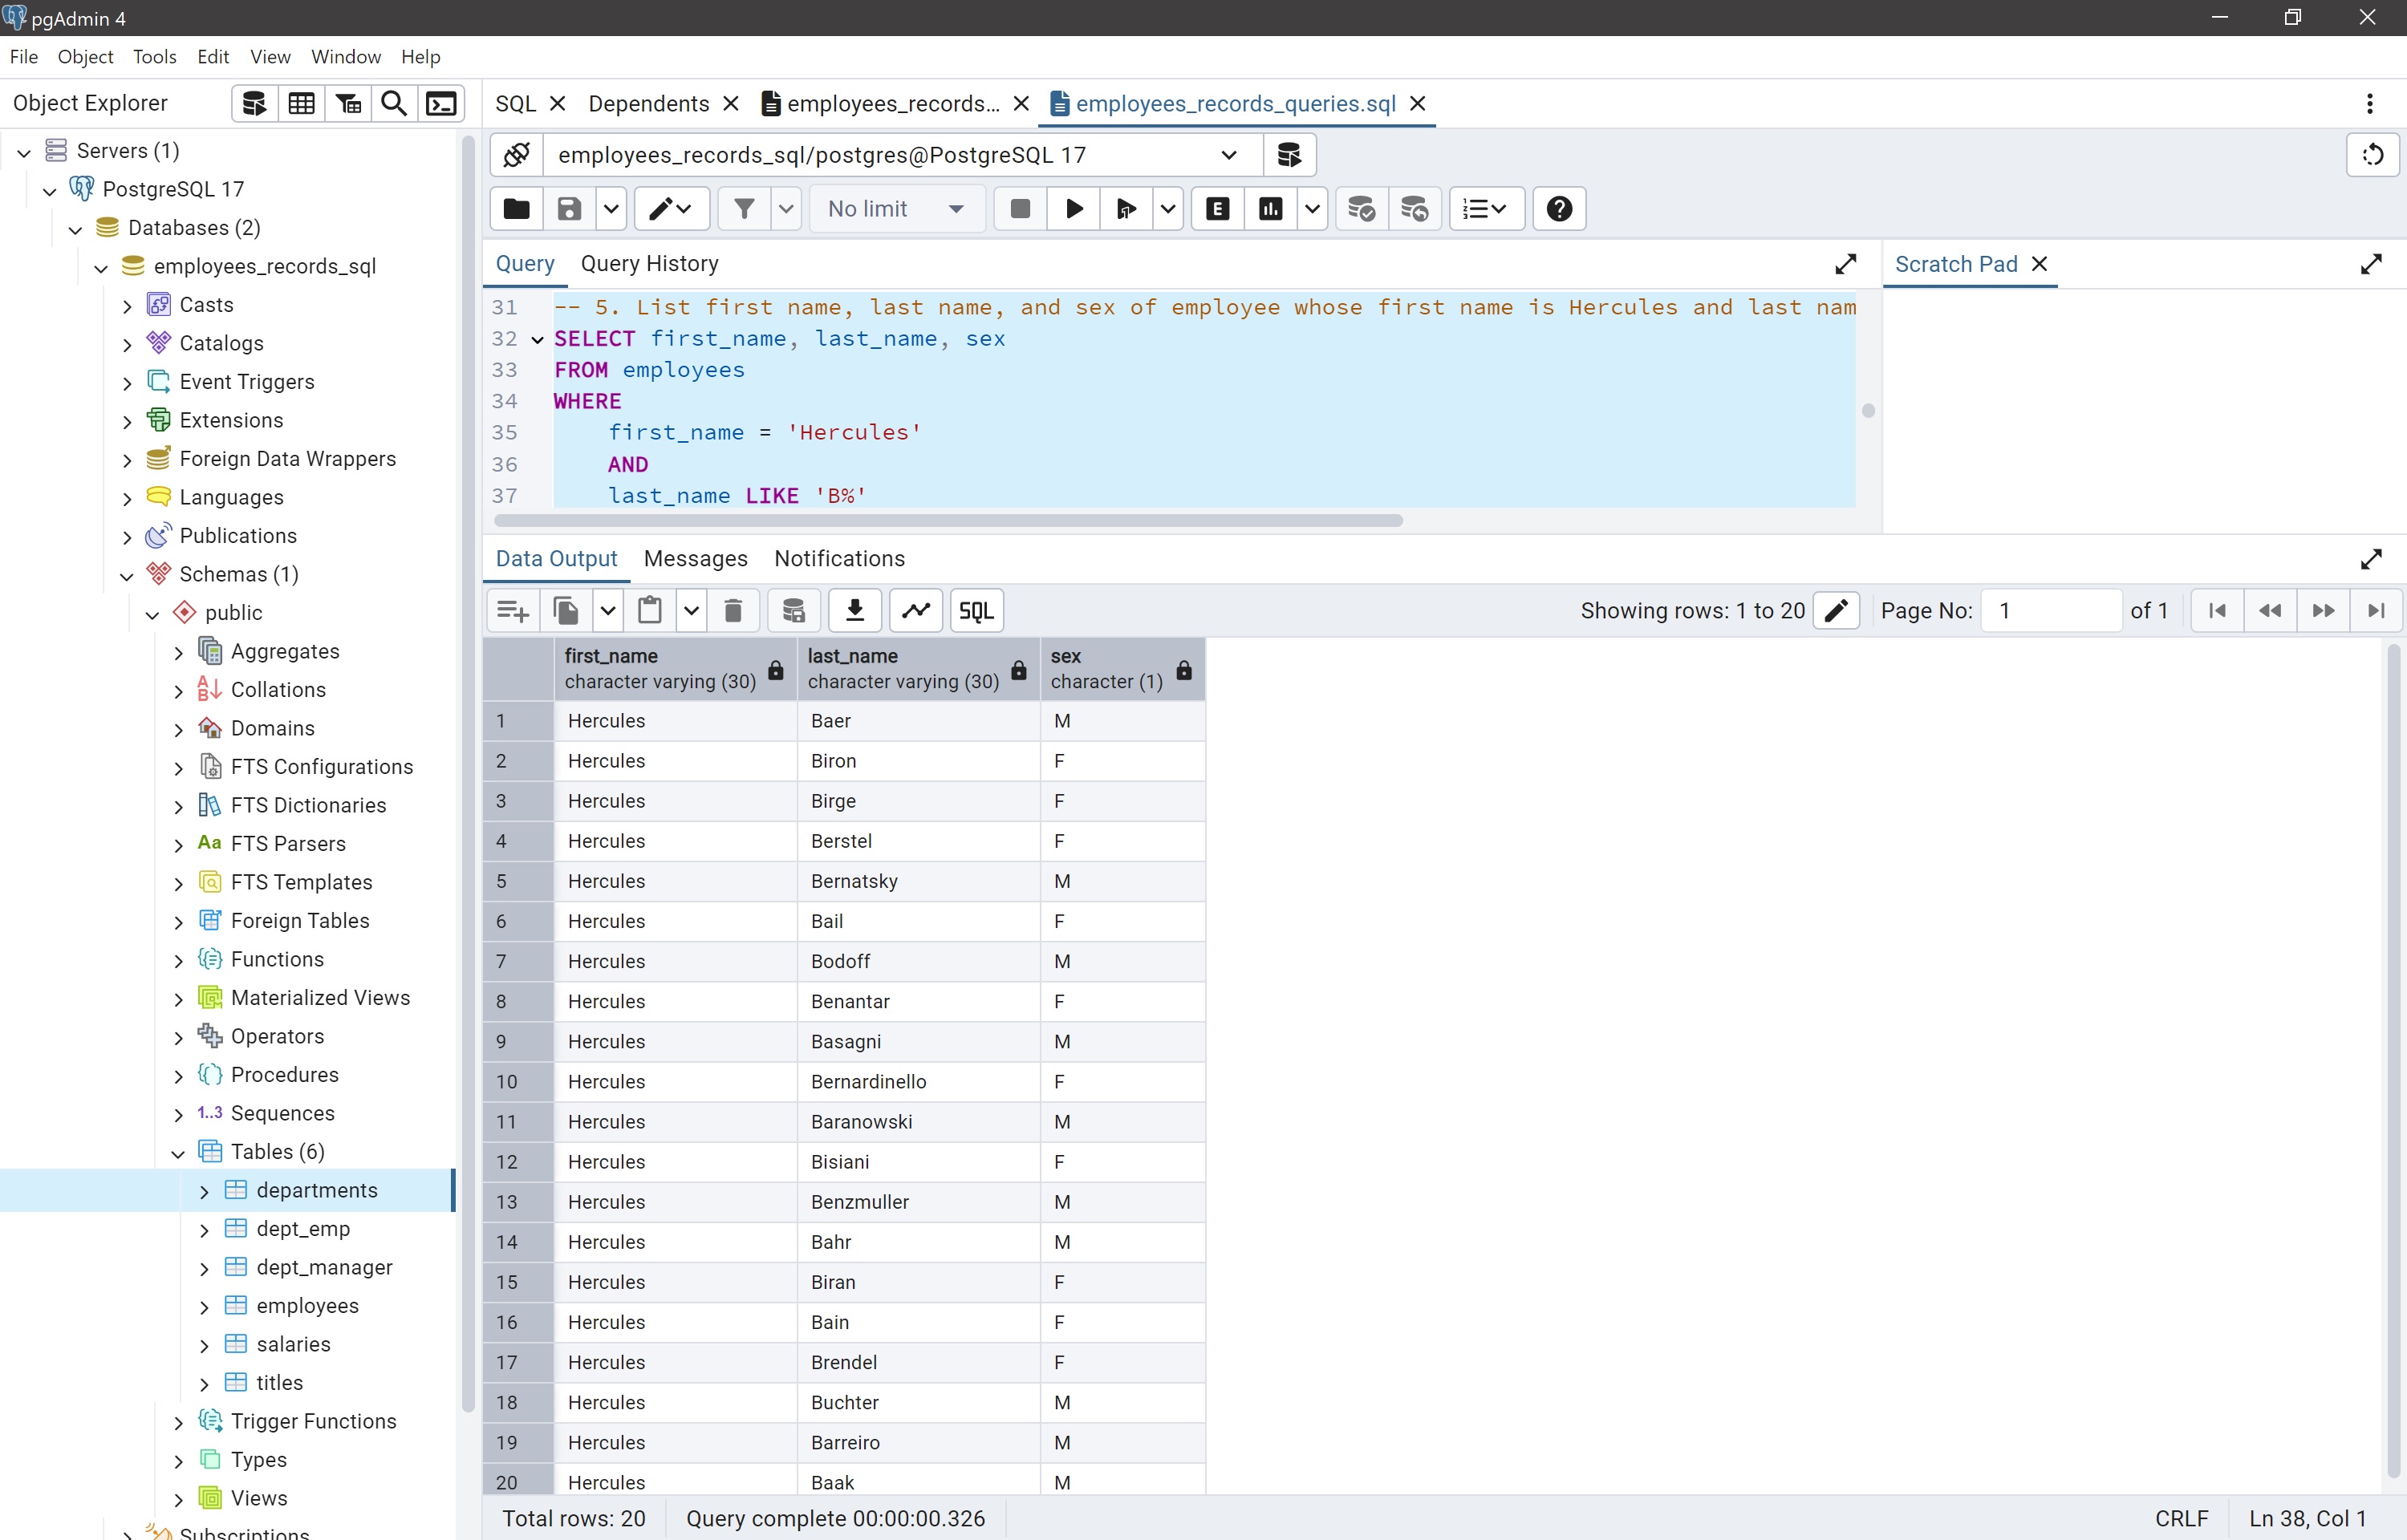 pgAdmin 4
File Object Tools Edit View Window Help
Object Explorer
Servers (1)
PostgreSQL 17
Databases (2)
employees_records_sql
Casts
Catalogs
Event Triggers
Extensions
Foreign Data Wrappers
Languages
Publications
Schemas (1)
public
Aggregates
Collations
Domains
FTS Configurations
FTS Dictionaries
Aa FTS Parsers
FTS Templates
Foreign Tables
Functions
Materialized Views
Operators
Procedures
1..3 Sequences
Tables (6)
departments
dept_emp
dept_manager
employees
salaries
titles
Trigger Functions
Types
Views
Subscriptions
SQL Dependents employees_records... employees_records_queries.sql
employees_records_sql/postgres@PostgreSQL 17
No limit E
Query Query History
Scratch Pad
31 -- 5. List first name, last name, and sex of employee whose first name is Hercules and last nam
32 SELECT first_name, last_name, sex
33 FROM employees
34 WHERE
35 first_name = 'Hercules'
36 AND
37 last_name LIKE 'B%'
Data Output Messages Notifications
SQL Showing rows: 1 to 20 Page No: 1 of 1
first_name last_name sex
character varying (30) character varying (30) character (1)
1 Hercules Baer M
2 Hercules Biron F
3 Hercules Birge F
4 Hercules Berstel F
5 Hercules Bernatsky M
6 Hercules Bail F
7 Hercules Bodoff M
8 Hercules Benantar F
9 Hercules Basagni M
10 Hercules Bernardinello F
11 Hercules Baranowski M
12 Hercules Bisiani F
13 Hercules Benzmuller M
14 Hercules Bahr M
15 Hercules Biran F
16 Hercules Bain F
17 Hercules Brendel F
18 Hercules Buchter M
19 Hercules Barreiro M
20 Hercules Baak M
Total rows: 20 Query complete 00:00:00.326 CRLF Ln 38, Col 1